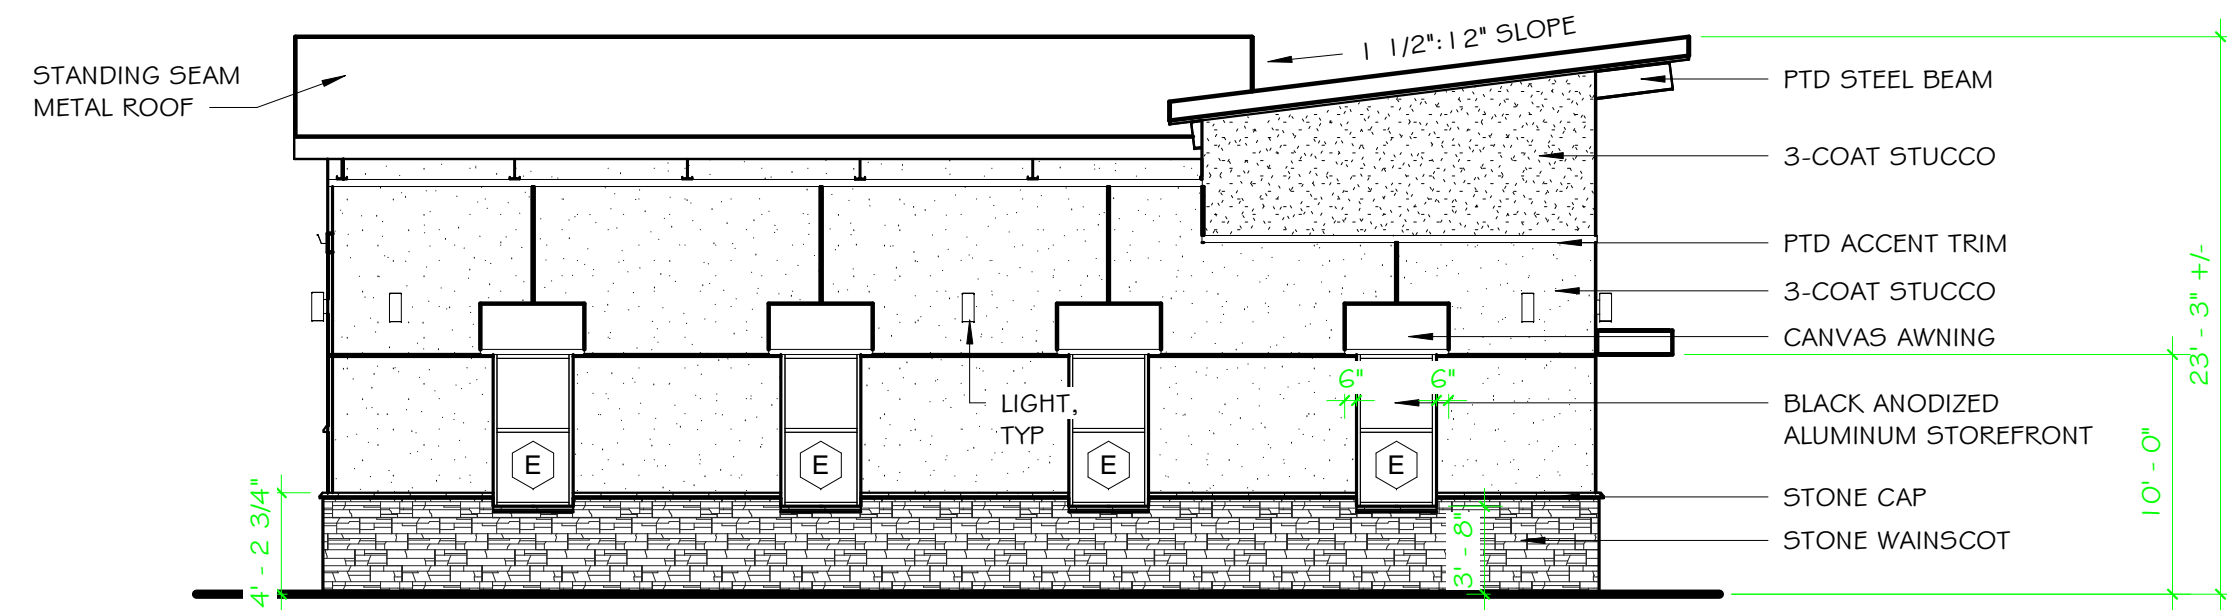 1 1/2":12" SLOPE
STANDING SEAM
METAL ROOF
PTD STEEL BEAM
3-COAT STUCCO
PTD ACCENT TRIM
3-COAT STUCCO
CANVAS AWNING
23' - 3" +/-
6" 6"
LIGHT,
TYP
BLACK ANODIZED
ALUMINUM STOREFRONT
10' - 0"
E E E E
4' - 2 3/4"
3' - 8"
STONE CAP
STONE WAINSCOT